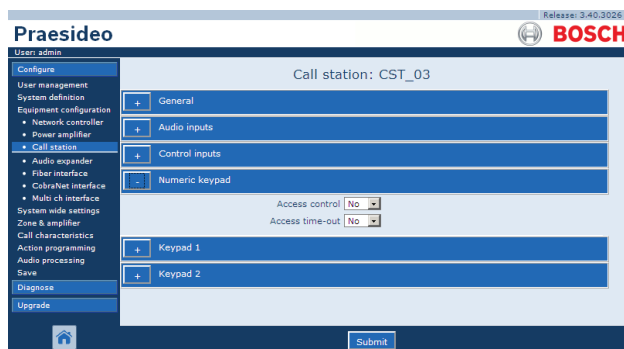 Release: 3.40.3026
Praesideo
BOSCH
User: admin
Configure
User management
System definition
Equipment configuration
• Network controller
• Power amplifier
• Call station
• Audio expander
• Fiber interface
• CobraNet interface
• Multi ch interface
System wide settings
Zone & amplifier
Call characteristics
Action programming
Audio processing
Save
Diagnose
Upgrade
Call station: CST_03
+ General
+ Audio inputs
+ Control inputs
- Numeric keypad
Access control No
Access time-out No
+ Keypad 1
+ Keypad 2
Submit